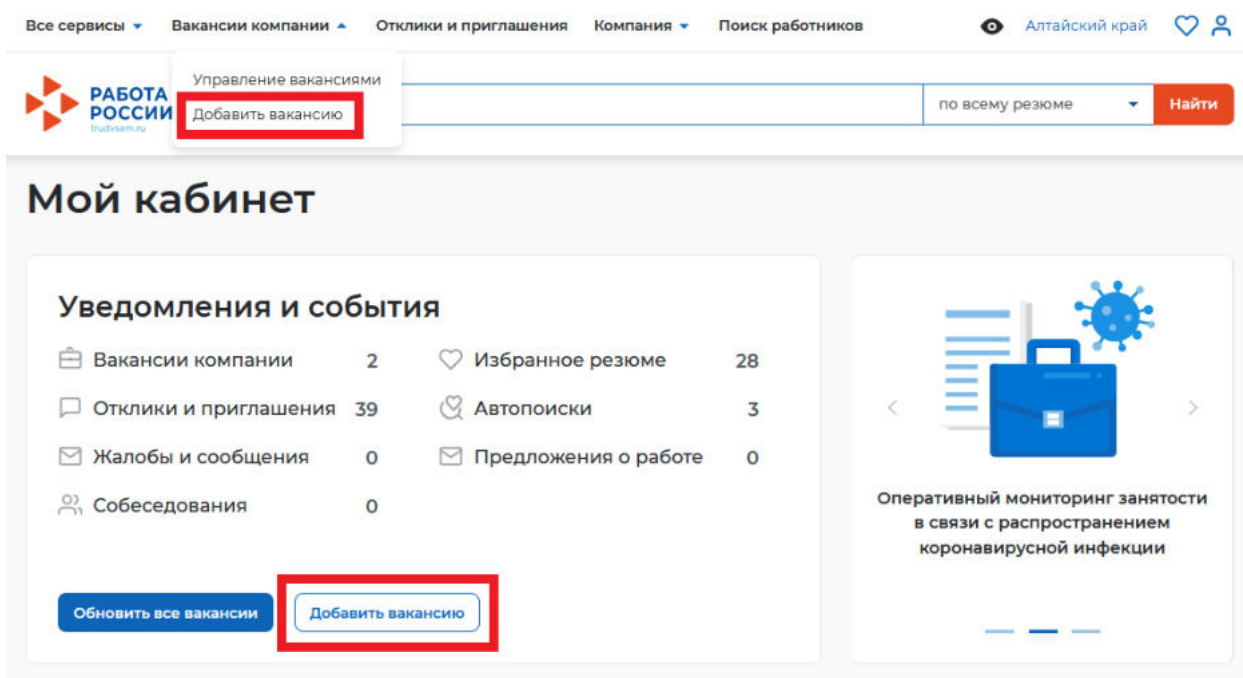 Все сервисы Вакансии компании Отклики и приглашения Компания Поиск работников Алтайский край
Управление вакансиями
Добавить вакансию
РАБОТА
РОССИИ
trudvsem.ru
по всему резюме Найти
Мой кабинет
Уведомления и события
Вакансии компании 2 Избранное резюме 28
Отклики и приглашения 39 Автопоиски 3
Жалобы и сообщения 0 Предложения о работе 0
Собеседования 0
Обновить все вакансии Добавить вакансию
Оперативный мониторинг занятости
в связи с распространением
коронавирусной инфекции